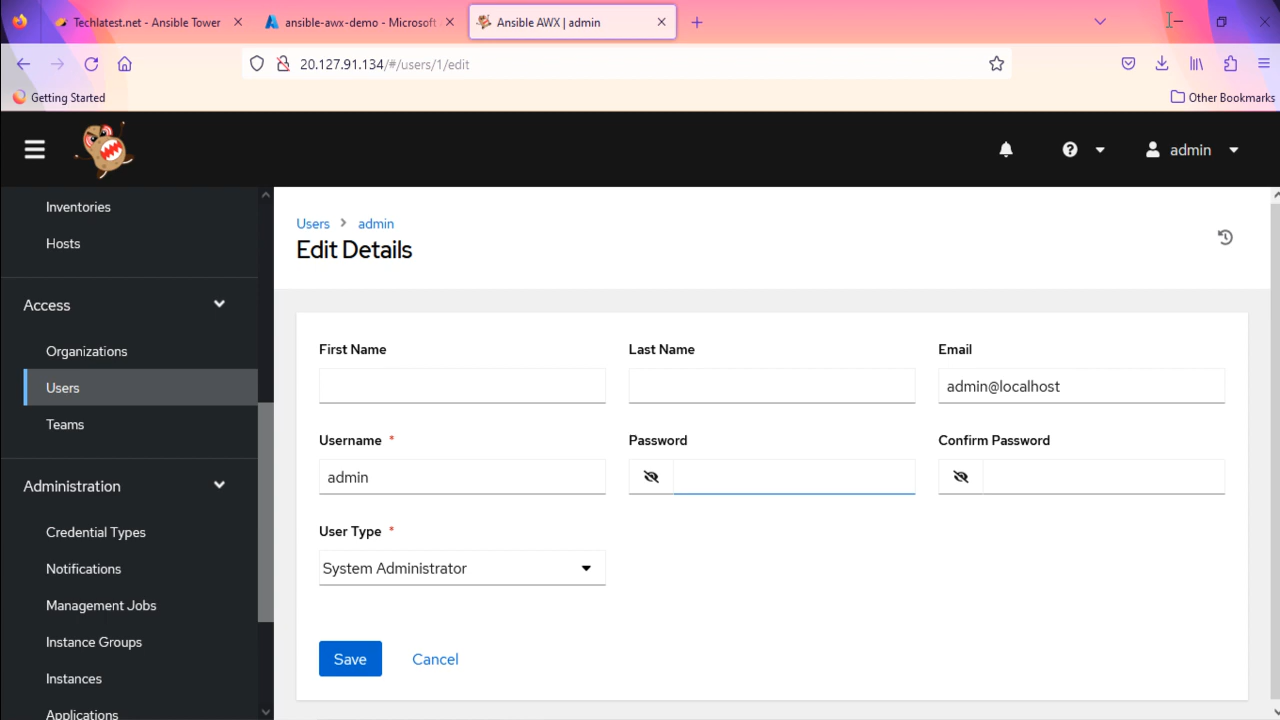 Techlatest.net - Ansible Tower
ansible-awx-demo - Microsoft
Ansible AWX | admin
20.127.91.134/#/users/1/edit
Getting Started
Other Bookmarks
admin
Inventories
Hosts
Access
Organizations
Users
Teams
Administration
Credential Types
Notifications
Management Jobs
Instance Groups
Instances
Applications
Users > admin
Edit Details
First Name
Last Name
Email
admin@localhost
Username *
Password
Confirm Password
admin
User Type *
System Administrator
Save
Cancel